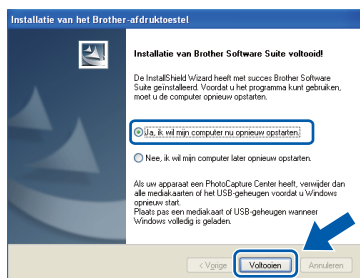 Installatie van het Brother-afdruktoestel
Installatie van Brother Software Suite voltooid!
De InstallShield Wizard heeft met succes Brother Software
Suite geïnstalleerd. Voordat u het programma kunt gebruiken,
moet u de computer opnieuw opstarten.
Ja, ik wil mijn computer nu opnieuw opstarten.
Nee, ik wil mijn computer later opnieuw opstarten.
Als uw apparaat een PhotoCapture Center heeft, verwijder dan
alle mediakaarten of het USB-geheugen voordat u Windows
opnieuw start.
Plaats pas een mediakaart of USB-geheugen wanneer
Windows volledig is geladen.
< Vorige
Voltooien
Annuleren